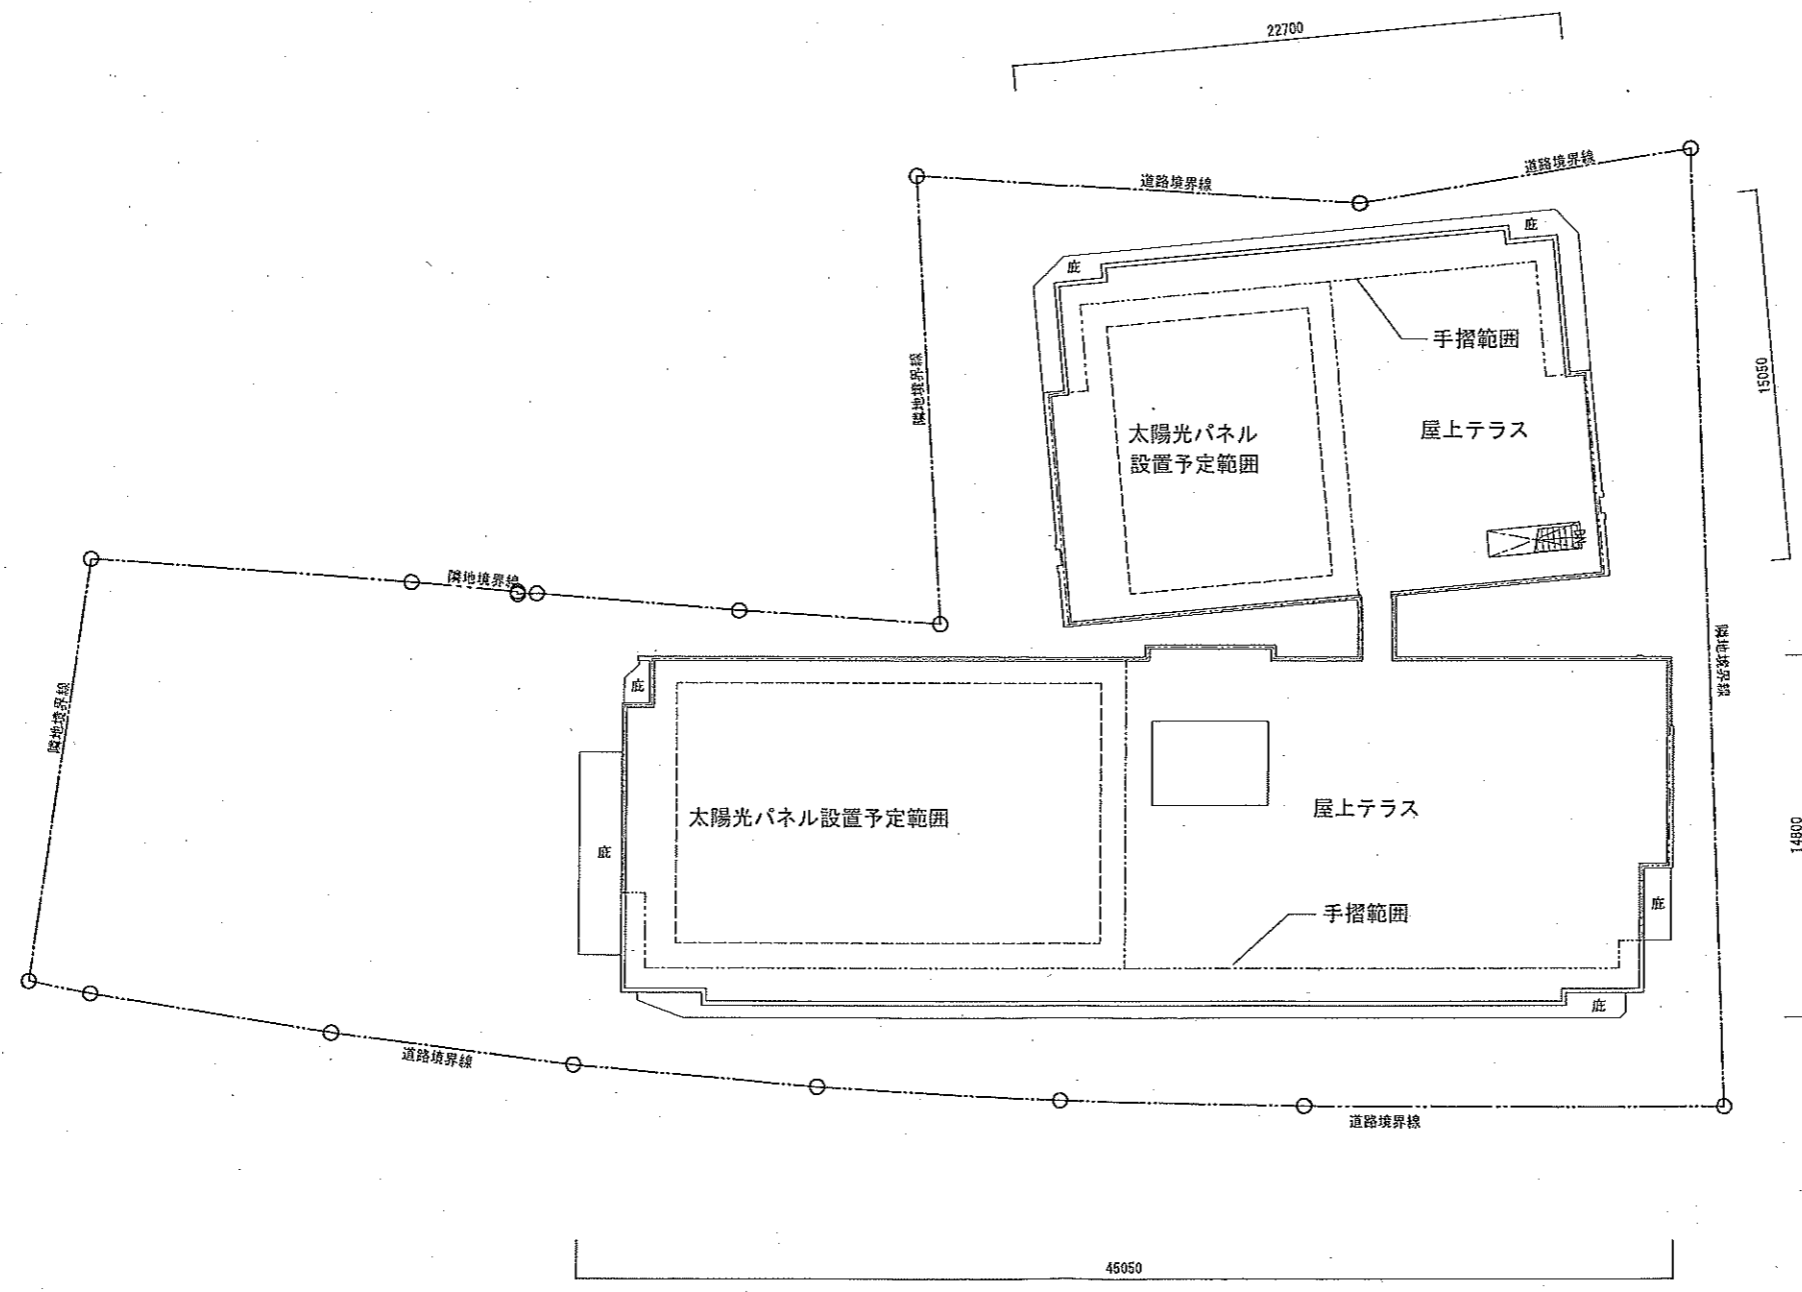 22700
道路境界線
道路境界線
庇
庇
手摺範囲
15050
隣地境界線
太陽光パネル
設置予定範囲
屋上テラス
隣地境界線
隣地境界線
庇
隣地境界線
太陽光パネル設置予定範囲
屋上テラス
14800
庇
庇
手摺範囲
庇
道路境界線
道路境界線
45050